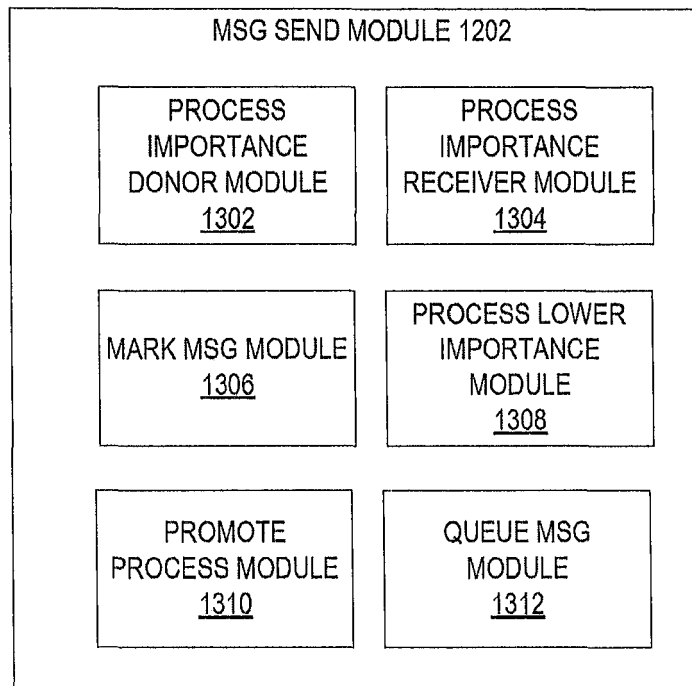 MSG SEND MODULE 1202
PROCESS
IMPORTANCE
DONOR MODULE
1302
PROCESS
IMPORTANCE
RECEIVER MODULE
1304
MARK MSG MODULE
1306
PROCESS LOWER
IMPORTANCE
MODULE
1308
PROMOTE
PROCESS MODULE
1310
QUEUE MSG
MODULE
1312